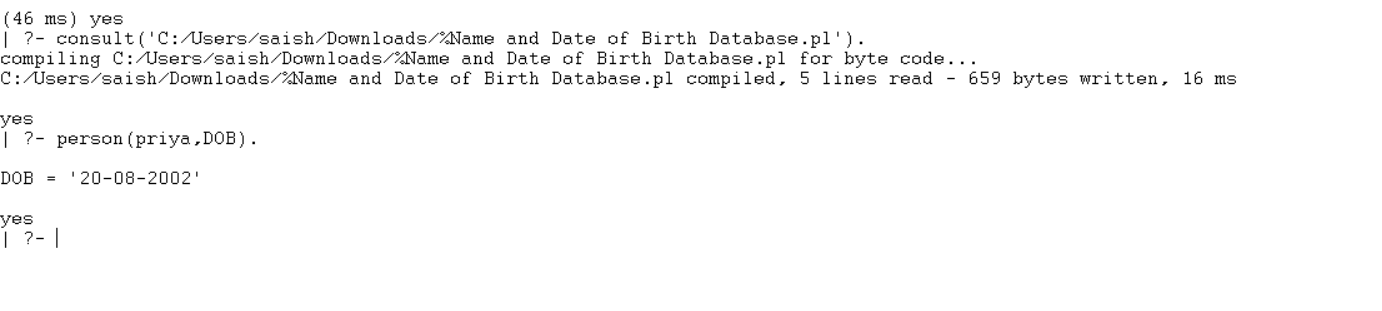 (46 ms) yes
| ?- consult('C:/Users/saish/Downloads/%Name and Date of Birth Database.pl').
compiling C:/Users/saish/Downloads/%Name and Date of Birth Database.pl for byte code...
C:/Users/saish/Downloads/%Name and Date of Birth Database.pl compiled, 5 lines read - 659 bytes written, 16 ms
yes
| ?- person(priya,DOB).
DOB = '20-08-2002'
yes
| ?-